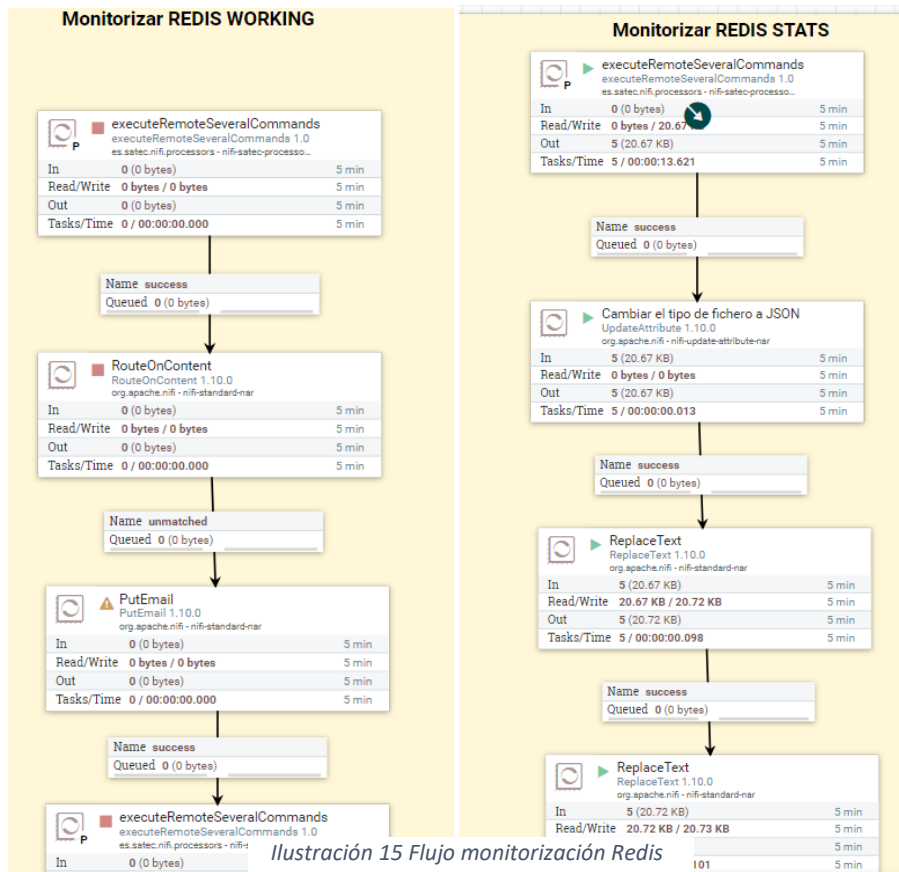 Monitorizar REDIS WORKING
executeRemoteSeveralCommands
executeRemoteSeveralCommands 1.0
es.satec.nifi.processors - nifi-satec-processo...
P
In 0 (0 bytes) 5 min
Read/Write 0 bytes / 0 bytes 5 min
Out 0 (0 bytes) 5 min
Tasks/Time 0 / 00:00:00.000 5 min
Name success
Queued 0 (0 bytes)
RouteOnContent
RouteOnContent 1.10.0
org.apache.nifi - nifi-standard-nar
In 0 (0 bytes) 5 min
Read/Write 0 bytes / 0 bytes 5 min
Out 0 (0 bytes) 5 min
Tasks/Time 0 / 00:00:00.000 5 min
Name unmatched
Queued 0 (0 bytes)
PutEmail
PutEmail 1.10.0
org.apache.nifi - nifi-standard-nar
In 0 (0 bytes) 5 min
Read/Write 0 bytes / 0 bytes 5 min
Out 0 (0 bytes) 5 min
Tasks/Time 0 / 00:00:00.000 5 min
Name success
Queued 0 (0 bytes)
executeRemoteSeveralCommands
executeRemoteSeveralCommands 1.0
es.satec.nifi.processors - nifi-s
P
In 0 (0 bytes)
Monitorizar REDIS STATS
executeRemoteSeveralCommands
executeRemoteSeveralCommands 1.0
es.satec.nifi.processors - nifi-satec-processo...
P
In 0 (0 bytes) 5 min
Read/Write 0 bytes / 20.67 5 min
Out 5 (20.67 KB) 5 min
Tasks/Time 5 / 00:00:13.621 5 min
Name success
Queued 0 (0 bytes)
Cambiar el tipo de fichero a JSON
UpdateAttribute 1.10.0
org.apache.nifi - nifi-update-attribute-nar
In 5 (20.67 KB) 5 min
Read/Write 0 bytes / 0 bytes 5 min
Out 5 (20.67 KB) 5 min
Tasks/Time 5 / 00:00:00.013 5 min
Name success
Queued 0 (0 bytes)
ReplaceText
ReplaceText 1.10.0
org.apache.nifi - nifi-standard-nar
In 5 (20.67 KB) 5 min
Read/Write 20.67 KB / 20.72 KB 5 min
Out 5 (20.72 KB) 5 min
Tasks/Time 5 / 00:00:00.098 5 min
Name success
Queued 0 (0 bytes)
ReplaceText
ReplaceText 1.10.0
org.apache.nifi - nifi-standard-nar
In 5 (20.72 KB) 5 min
Read/Write 20.72 KB / 20.73 KB 5 min
5 min
101 5 min
Ilustración 15 Flujo monitorización Redis